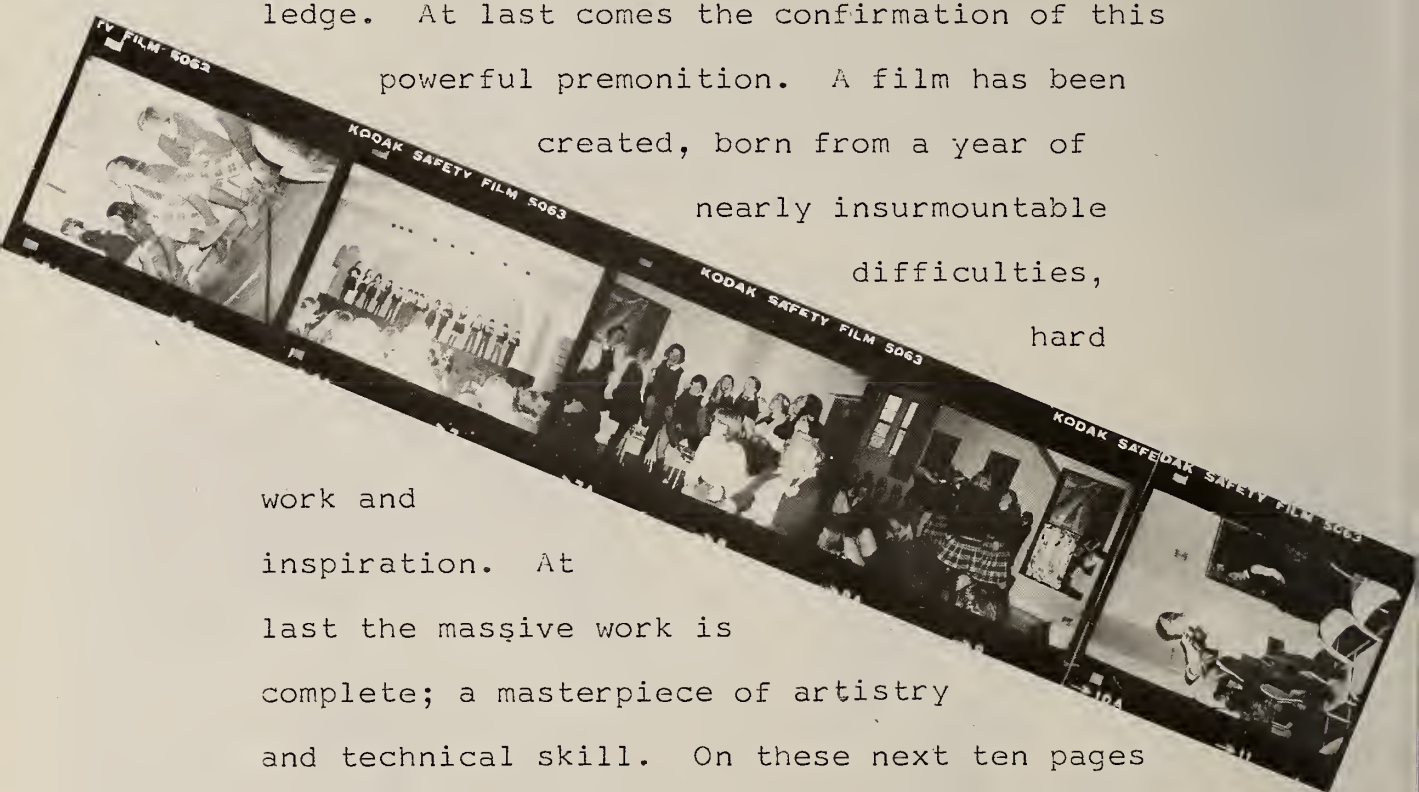 ledge. At last comes the confirmation of this
powerful premonition. A film has been
created, born from a year of
nearly insurmountable
difficulties,
hard
work and
inspiration. At
last the massive work is
complete; a masterpiece of artistry
and technical skill. On these next ten pages
FILM 5063
KODAK SAFETY FILM 5063
KODAK SAFETY FILM 5063
KODAK SAFE
DAK SAFETY FILM 5063